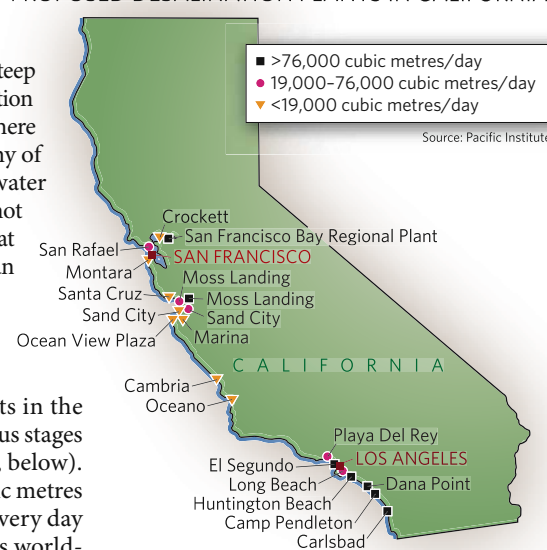 >76,000 cubic metres/day
19,000–76,000 cubic metres/day
<19,000 cubic metres/day
Source: Pacific Institute
teep
tion
here
ny of
water
not
at
an
Crockett
San Francisco Bay Regional Plant
San Rafael
SAN FRANCISCO
Montara
Moss Landing
Santa Cruz
Moss Landing
Sand City
Sand City
Ocean View Plaza
Marina
CALIFORNIA
Cambria
Oceano
ts in the
us stages
, below).
ic metres
very day
s world-
Playa Del Rey
LOS ANGELES
El Segundo
Long Beach
Dana Point
Huntington Beach
Camp Pendleton
Carlsbad